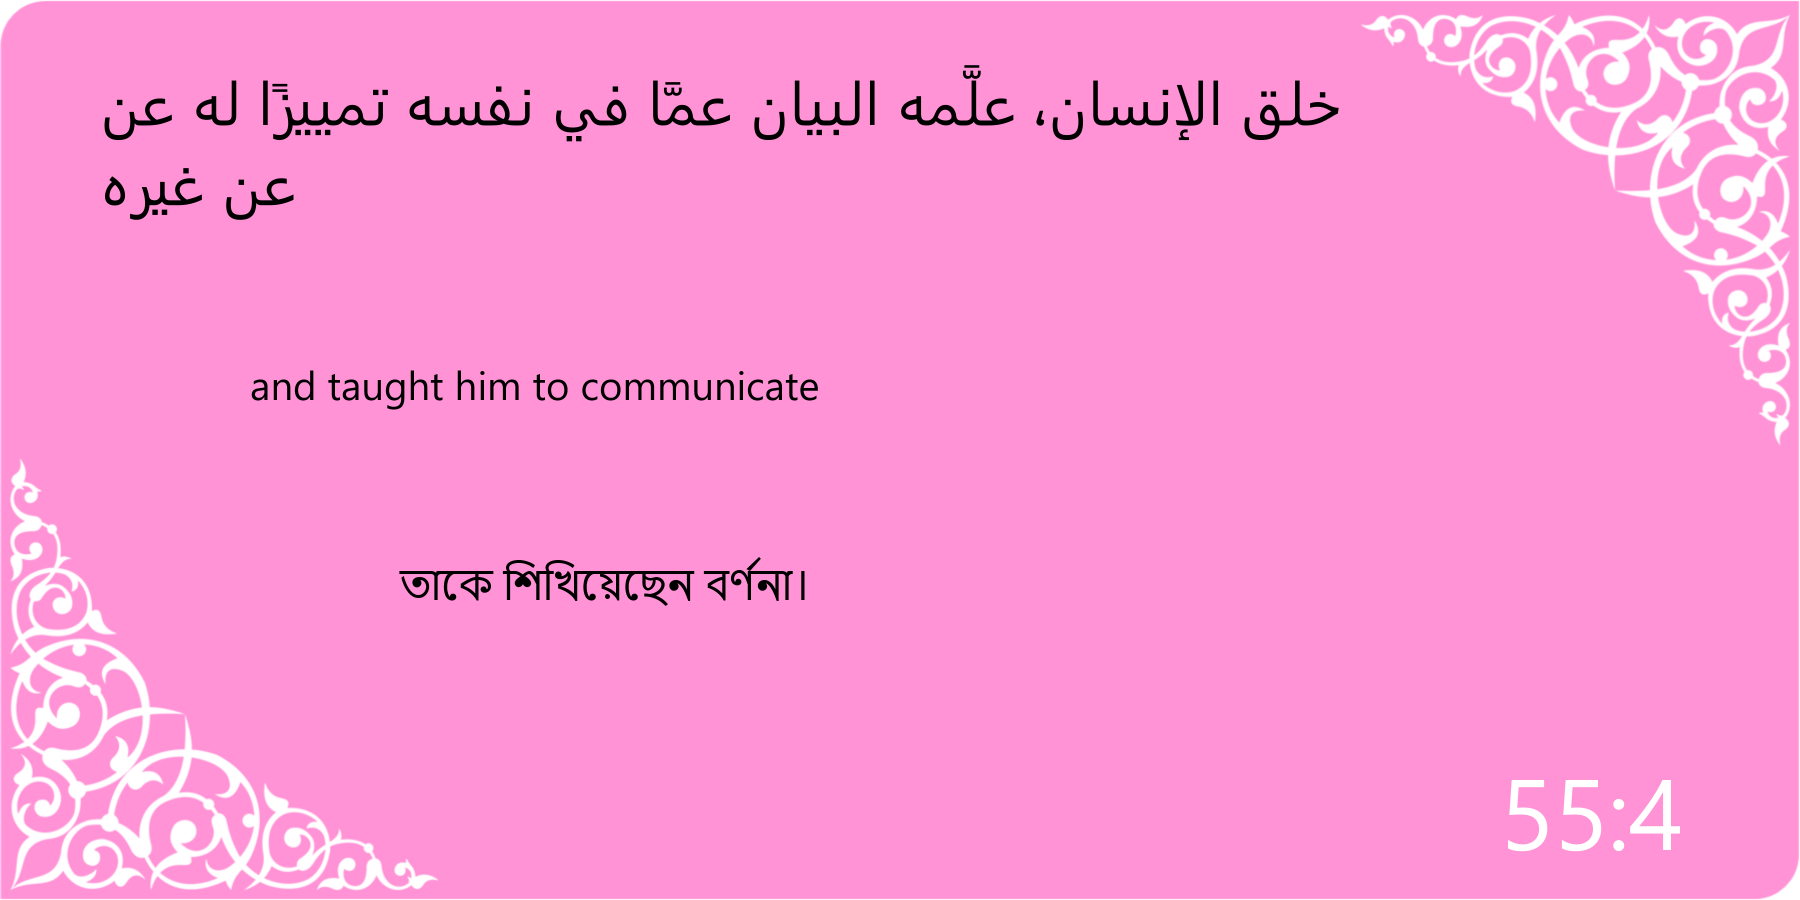 خلق الإنسان، علَّمه البيان عمَّا في نفسه تمييزًا له عن
عن غيره
and taught him to communicate
তাকে শিখিয়েছেন বর্ণনা।
55:4